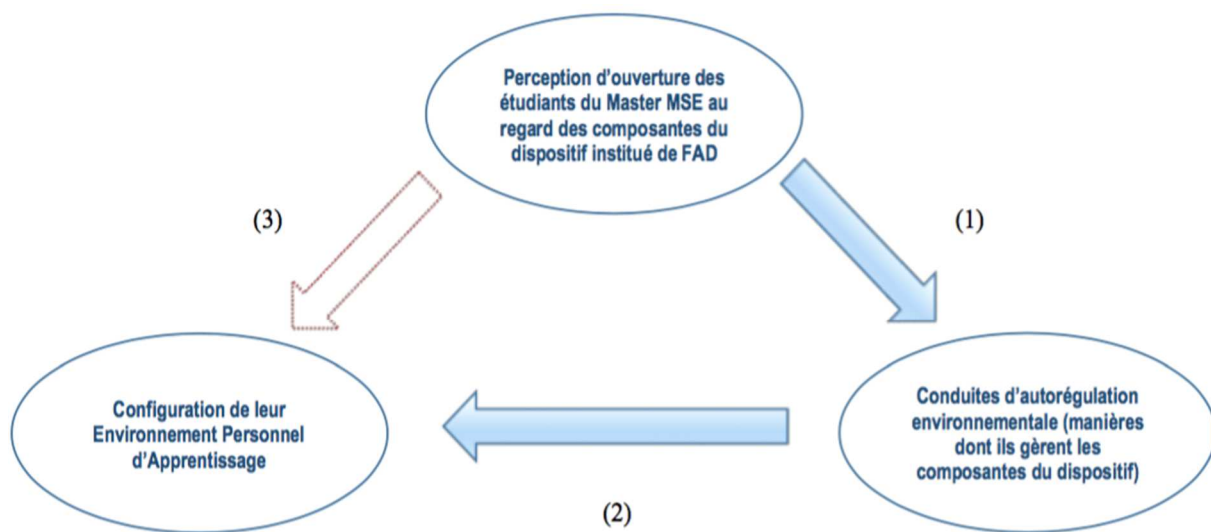 Perception d’ouverture des
étudiants du Master MSE au
regard des composantes du
dispositif institué de FAD
(3)
(1)
Configuration de leur
Environnement Personnel
d’Apprentissage
Conduites d’autorégulation
environnementale (manières
dont ils gèrent les
composantes du dispositif)
(2)